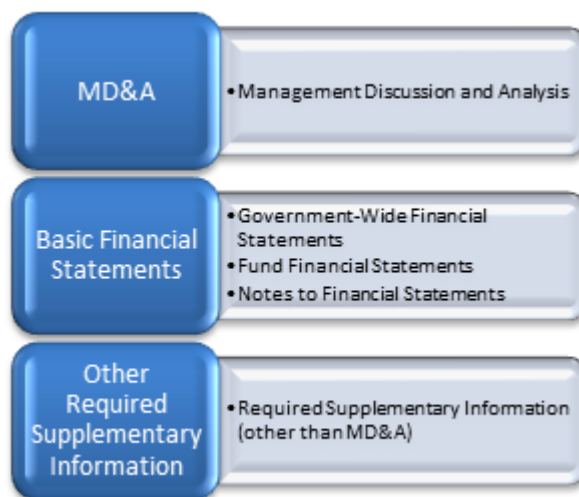 MD&A
•Management Discussion and Analysis
Basic Financial
Statements
•Government-Wide Financial
Statements
•Fund Financial Statements
•Notes to Financial Statements
Other
Required
Supplementary
Information
•Required Supplementary Information
(other than MD&A)